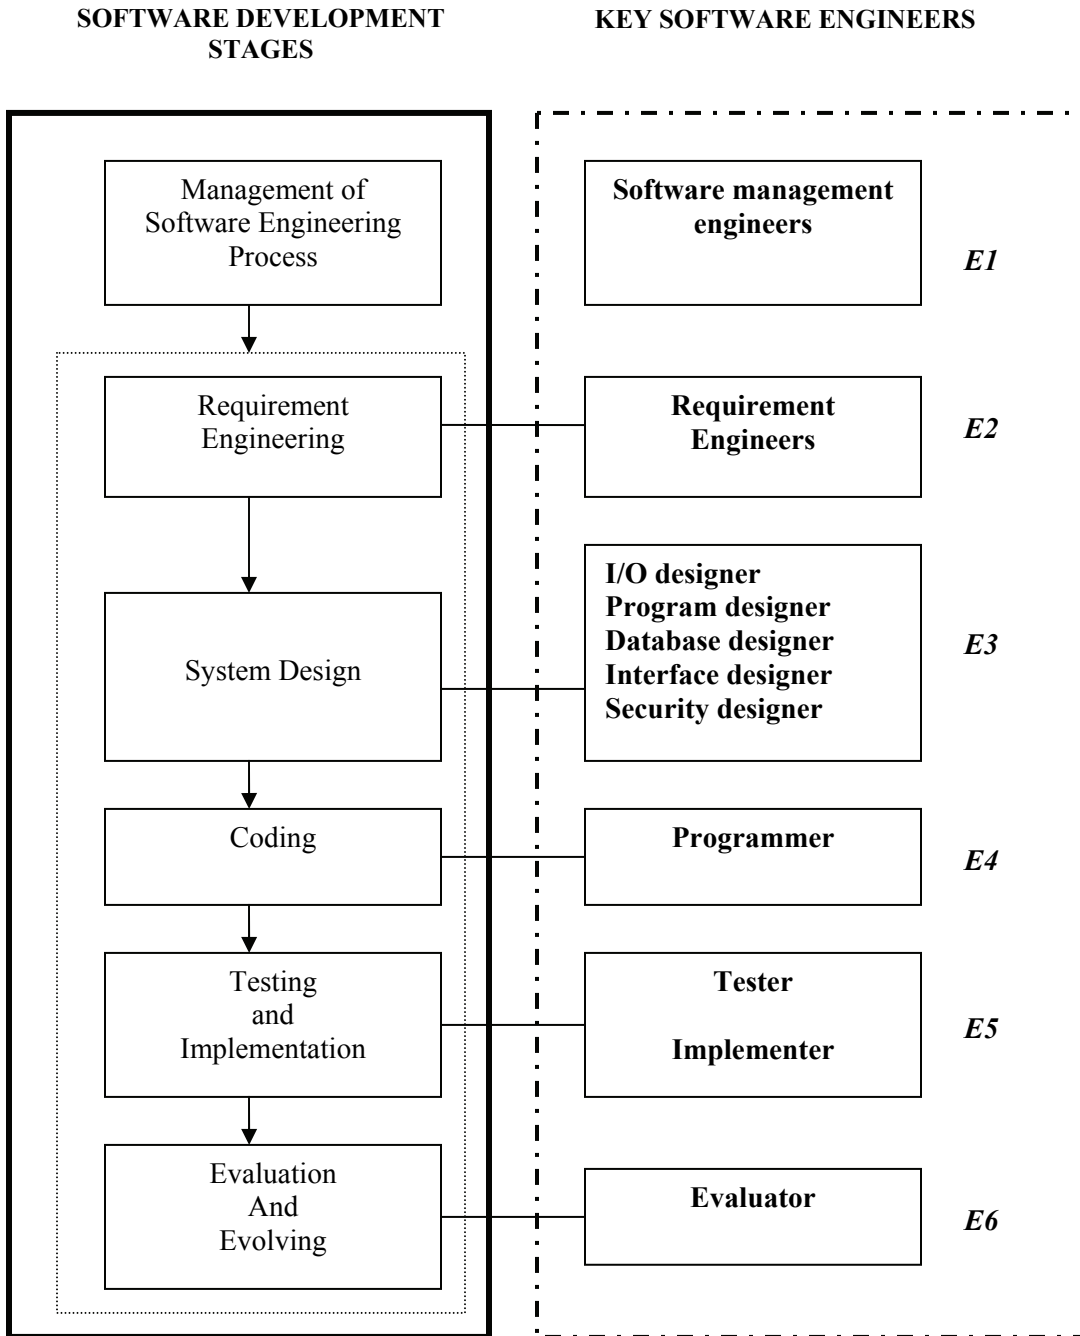 SOFTWARE DEVELOPMENT
STAGES
KEY SOFTWARE ENGINEERS
Management of
Software Engineering
Process
Software management
engineers
E1
Requirement
Engineering
Requirement
Engineers
E2
System Design
I/O designer
Program designer
Database designer
Interface designer
Security designer
E3
Coding
Programmer
E4
Testing
and
Implementation
Tester
Implementer
E5
Evaluation
And
Evolving
Evaluator
E6